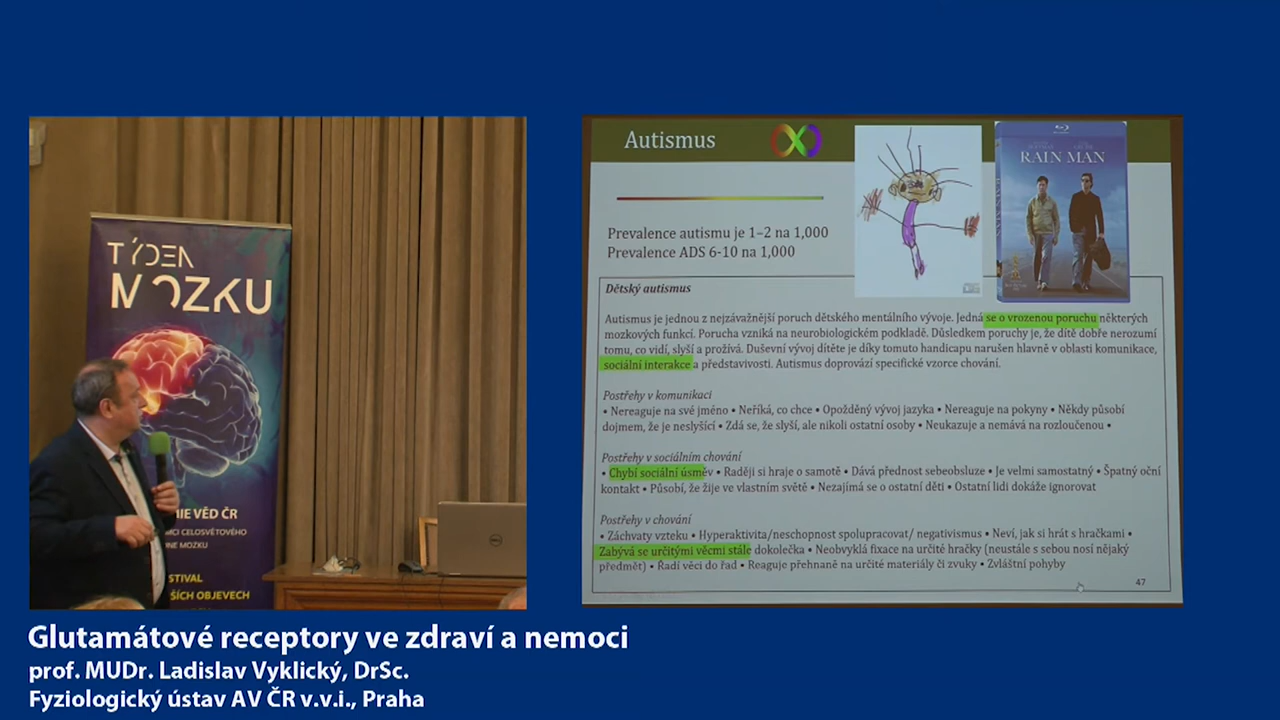 TÝDEN
MOZKU
MIE VĚD ČR
CELOSVĚTOVÉHO
DNE MOZKU
STIVAL
ŠÍCH OBJEVECH
DELL
Autismus
RAIN MAN
Prevalence autismu je 1–2 na 1,000
Prevalence ADS 6-10 na 1,000
Dětský autismus
Autismus je jednou z nejzávažnější poruch dětského mentálního vývoje. Jedná se o vrozenou poruchu některých
mozkových funkcí. Porucha vzniká na neurobiologickém podkladě. Důsledkem poruchy je, že dítě dobře nerozumí
tomu, co vidí, slyší a prožívá. Duševní vývoj dítěte je díky tomuto handicapu narušen hlavně v oblasti komunikace,
sociální interakce a představivosti. Autismus doprovází specifické vzorce chování.
Postřehy v komunikaci
• Nereaguje na své jméno • Neříká, co chce • Opožděný vývoj jazyka • Nereaguje na pokyny • Někdy působí
dojmem, že je neslyšící • Zdá se, že slyší, ale nikoli ostatní osoby • Neukazuje a nemává na rozloučenou •
Postřehy v sociálním chování
• Chybí sociální úsměv • Raději si hraje o samotě • Dává přednost sebeobsluze • Je velmi samostatný • Špatný oční
kontakt • Působí, že žije ve vlastním světě • Nezajímá se o ostatní děti • Ostatní lidi dokáže ignorovat
Postřehy v chování
• Záchvaty vzteku • Hyperaktivita/neschopnost spolupracovat/ negativismus • Neví, jak si hrát s hračkami •
Zabývá se určitými věcmi stále dokolečka • Neobvyklá fixace na určité hračky (neustále s sebou nosí nějaký
předmět) • Řadí věci do řad • Reaguje přehnaně na určité materiály či zvuky • Zvláštní pohyby
47
Glutamátové receptory ve zdraví a nemoci
prof. MUDr. Ladislav Vyklický, DrSc.
Fyziologický ústav AV ČR v.v.i., Praha